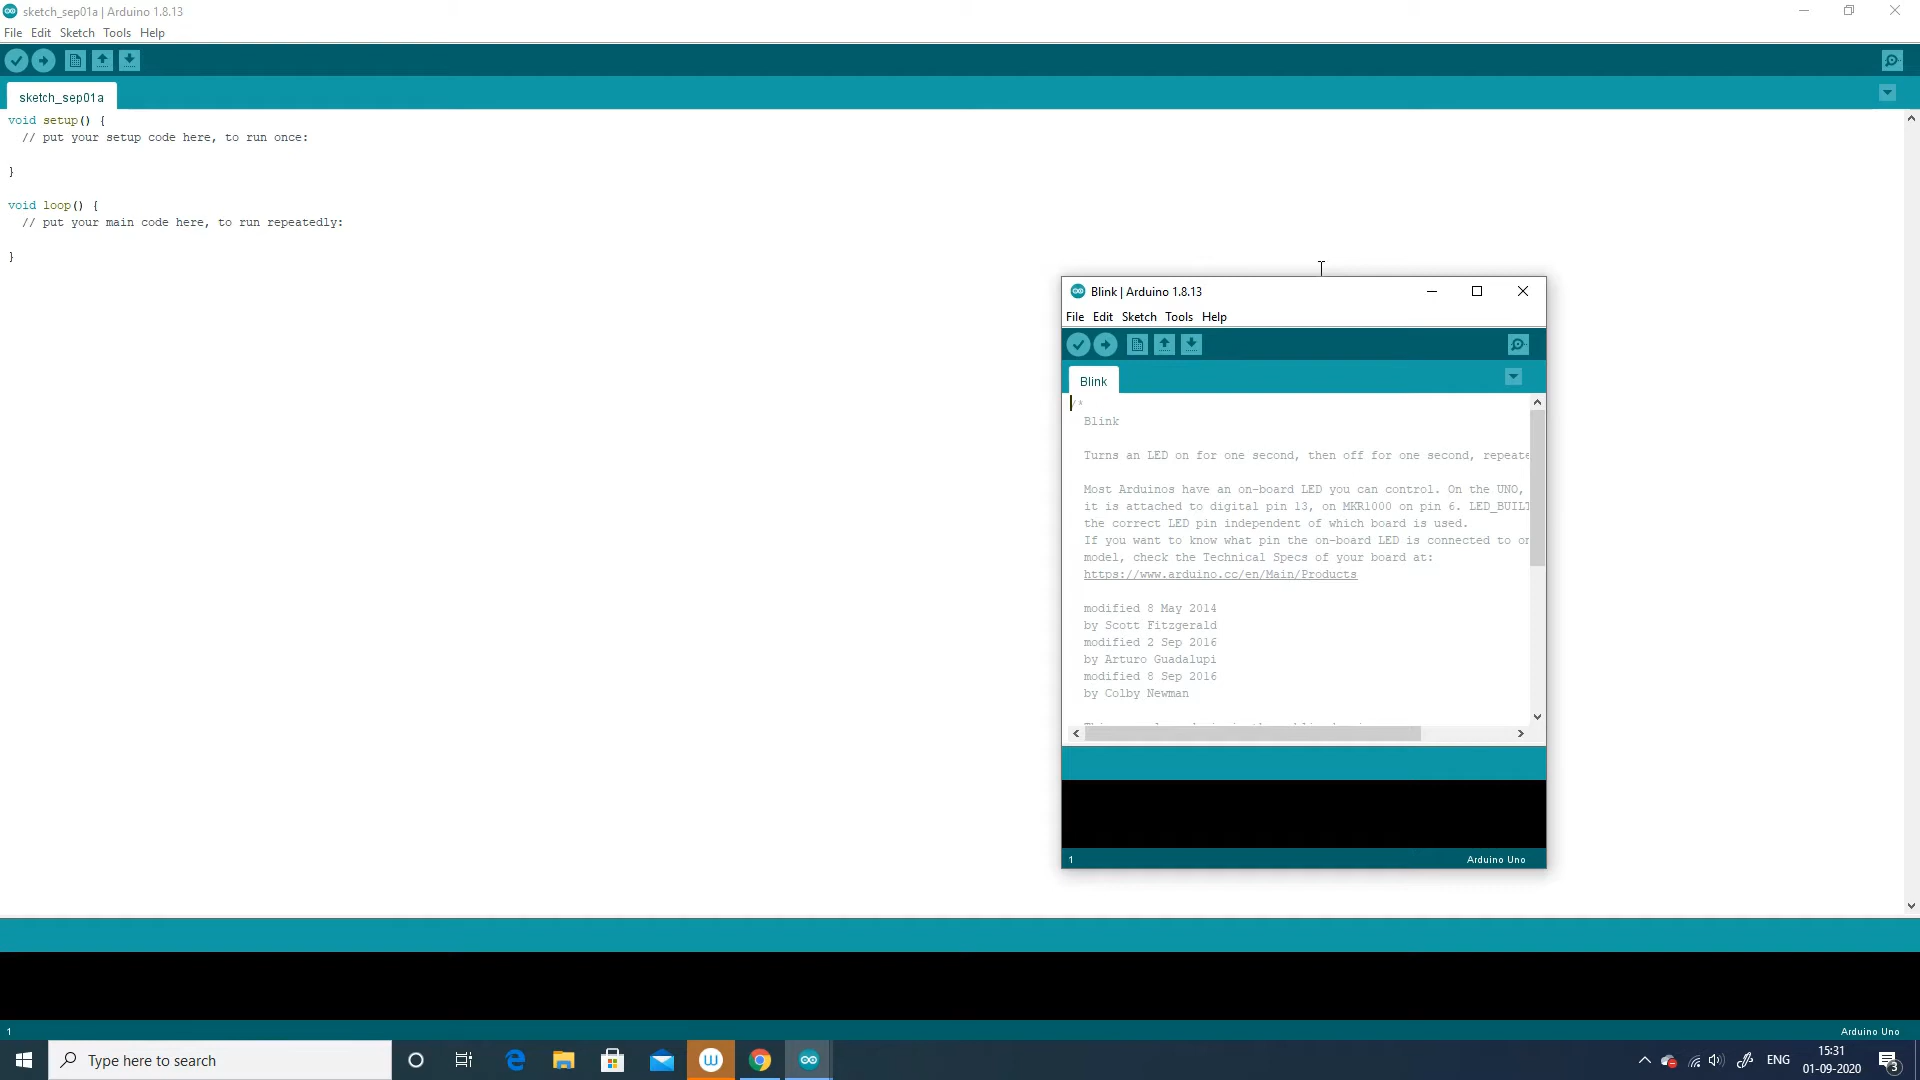 sketch_sep01a | Arduino 1.8.13
File Edit Sketch Tools Help
sketch_sep01a
void setup() {
// put your setup code here, to run once:
}
void loop() {
// put your main code here, to run repeatedly:
}
Blink | Arduino 1.8.13
File Edit Sketch Tools Help
Blink
/*
Blink
Turns an LED on for one second, then off for one second, repeate
Most Arduinos have an on-board LED you can control. On the UNO,
it is attached to digital pin 13, on MKR1000 on pin 6. LED_BUILT
the correct LED pin independent of which board is used.
If you want to know what pin the on-board LED is connected to on
model, check the Technical Specs of your board at:
https://www.arduino.cc/en/Main/Products
modified 8 May 2014
by Scott Fitzgerald
modified 2 Sep 2016
by Arturo Guadalupi
modified 8 Sep 2016
by Colby Newman
1
Arduino Uno
1
Arduino Uno
Type here to search
W
ENG
15:31
01-09-2020
3